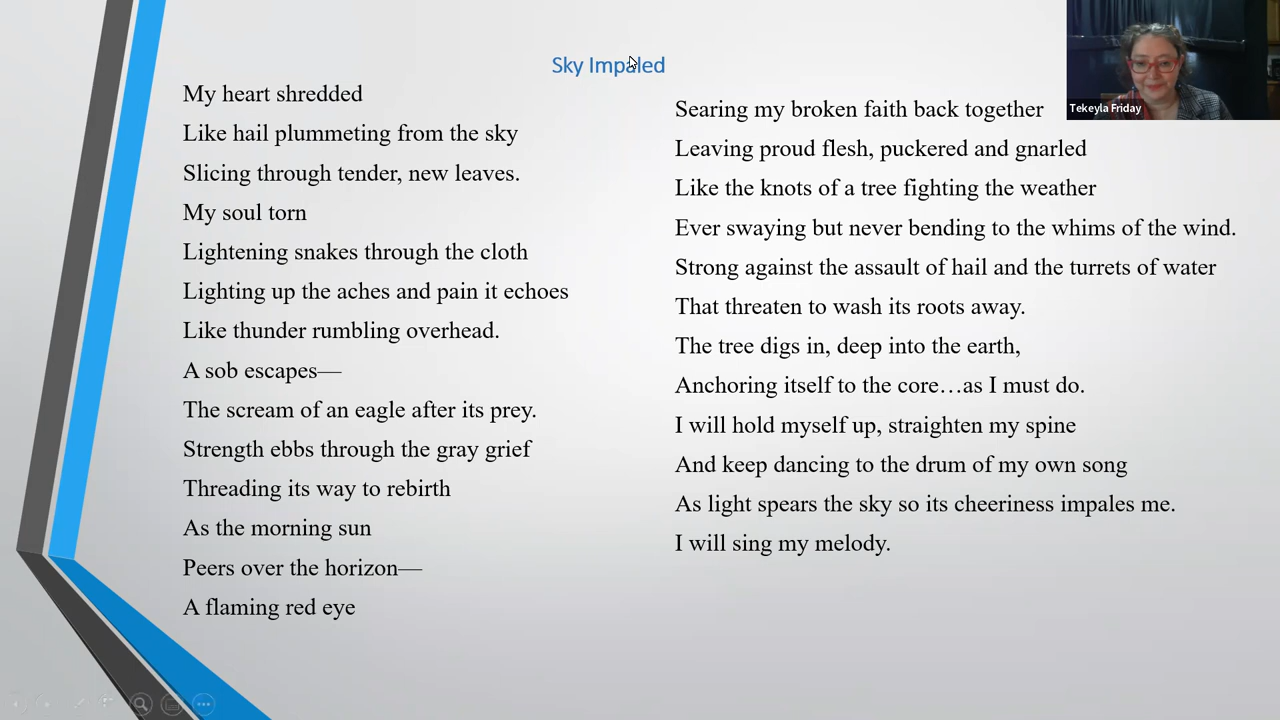 Sky Impaled
My heart shredded
Like hail plummeting from the sky
Slicing through tender, new leaves.
My soul torn
Lightening snakes through the cloth
Lighting up the aches and pain it echoes
Like thunder rumbling overhead.
A sob escapes—
The scream of an eagle after its prey.
Strength ebbs through the gray grief
Threading its way to rebirth
As the morning sun
Peers over the horizon—
A flaming red eye
Searing my broken faith back together
Leaving proud flesh, puckered and gnarled
Like the knots of a tree fighting the weather
Ever swaying but never bending to the whims of the wind.
Strong against the assault of hail and the turrets of water
That threaten to wash its roots away.
The tree digs in, deep into the earth,
Anchoring itself to the core…as I must do.
I will hold myself up, straighten my spine
And keep dancing to the drum of my own song
As light spears the sky so its cheeriness impales me.
I will sing my melody.
Tekeyla Friday